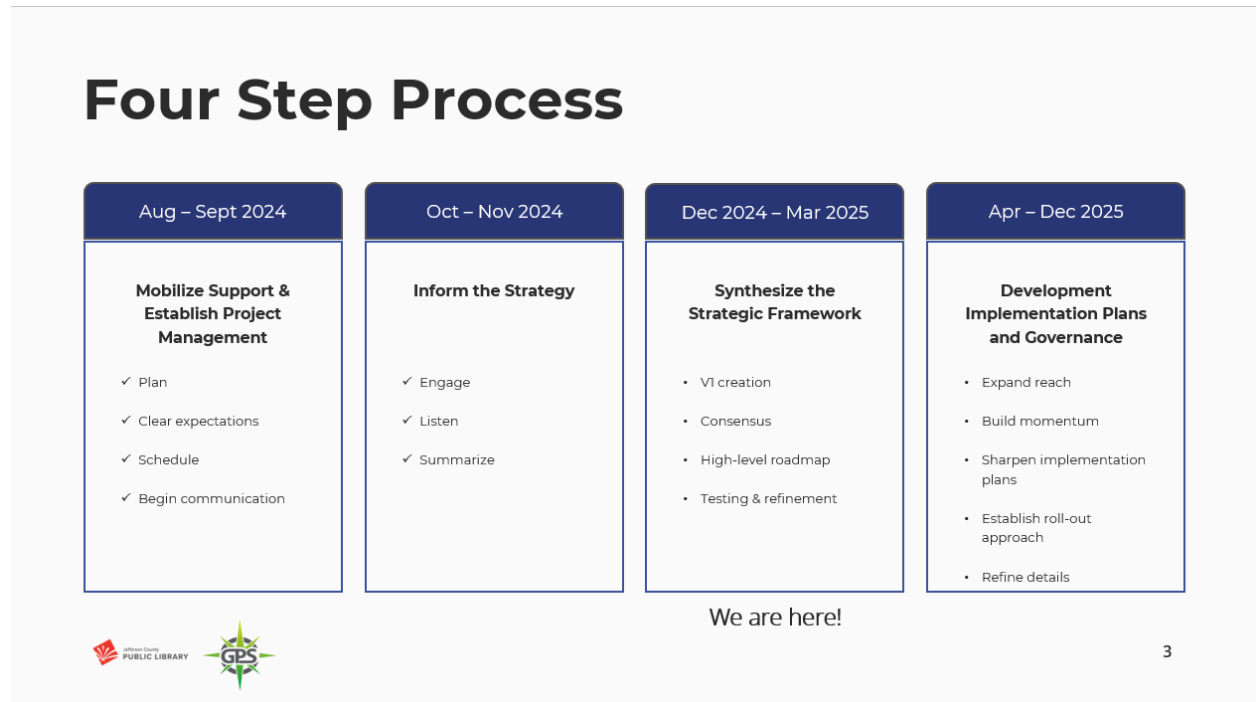 Four Step Process
Aug – Sept 2024
Mobilize Support &
Establish Project
Management
✓ Plan
✓ Clear expectations
✓ Schedule
✓ Begin communication
Oct – Nov 2024
Inform the Strategy
✓ Engage
✓ Listen
✓ Summarize
Dec 2024 – Mar 2025
Synthesize the
Strategic Framework
• V1 creation
• Consensus
• High-level roadmap
• Testing & refinement
We are here!
Apr – Dec 2025
Development
Implementation Plans
and Governance
• Expand reach
• Build momentum
• Sharpen implementation
plans
• Establish roll-out
approach
• Refine details
Jefferson County
PUBLIC LIBRARY
GPS
3